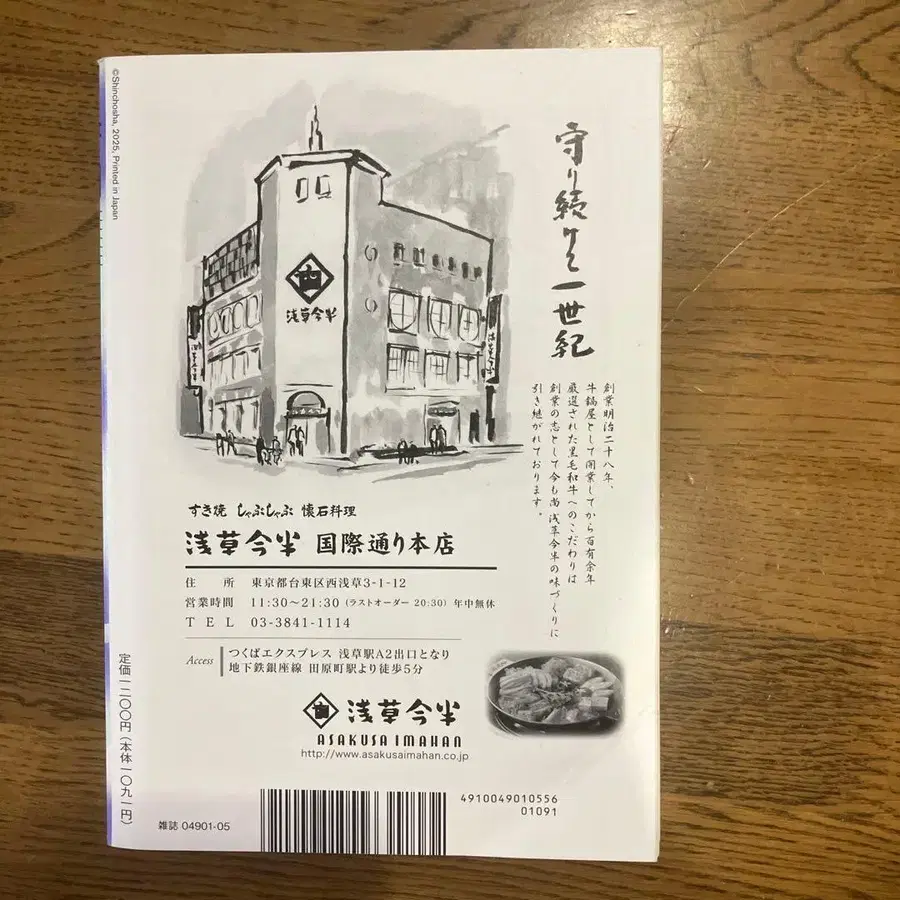 ©Shinchosha, 2025, Printed in Japan
守り続けて一世紀
創業明治二十八年、
牛鍋屋として開業してから百有余年
厳選された黒毛和牛へのこだわりは
創業の志として今も尚 浅草今半の味づくりに
引き継がれております。
浅草今半
浅草今半
浅草今半
すき焼 しゃぶしゃぶ 懐石料理
浅草今半 国際通り本店
住所 東京都台東区西浅草3-1-12
営業時間 11:30〜21:30 (ラストオーダー 20:30) 年中無休
TEL 03-3841-1114
Access
つくばエクスプレス 浅草駅A2出口となり
地下鉄銀座線 田原町駅より徒歩5分
浅草今半
ASAKUSA IMAHAN
http://www.asakusaimahan.co.jp
定価一二〇〇円(本体一〇九一円)
雑誌 04901-05
4910049010556
01091